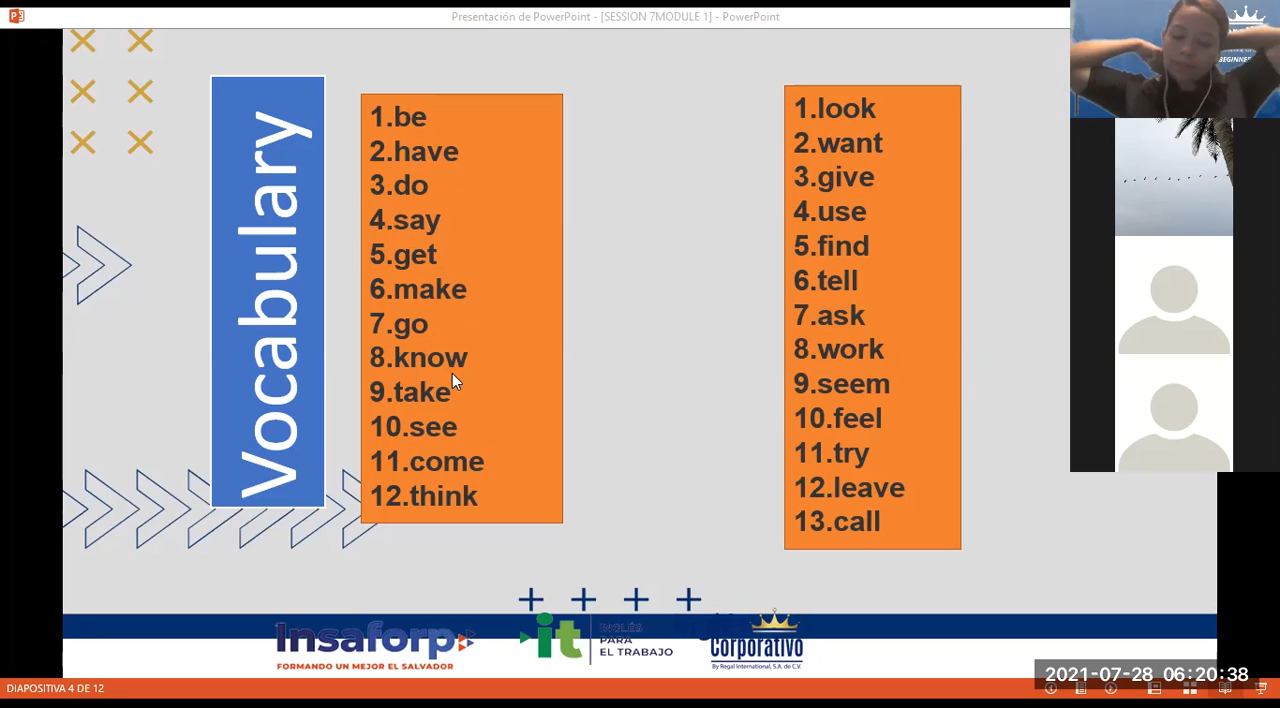 Presentación de PowerPoint - [SESSION 7MODULE 1] - PowerPoint
BEGINNER
Vocabulary
1.be
2.have
3.do
4.say
5.get
6.make
7.go
8.know
9.take
10.see
11.come
12.think
1.look
2.want
3.give
4.use
5.find
6.tell
7.ask
8.work
9.seem
10.feel
11.try
12.leave
13.call
Insaforp
FORMANDO UN MEJOR EL SALVADOR
it
INGLÉS
PARA
EL TRABAJO
Corporativo
By Regal International, S.A. de C.V.
2021-07-28 06:20:38
DIAPOSITIVA 4 DE 12